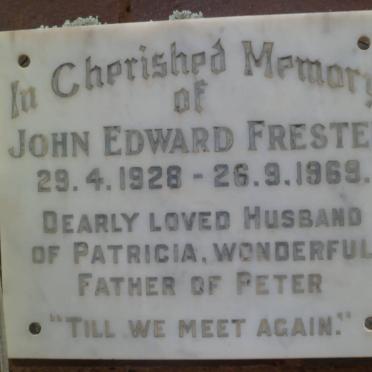 In Cherished Memory
of
JOHN EDWARD FRESTE
29.4.1928 - 26.9.1969.
DEARLY LOVED HUSBAND
OF PATRICIA, WONDERFUL
FATHER OF PETER
"TILL WE MEET AGAIN."